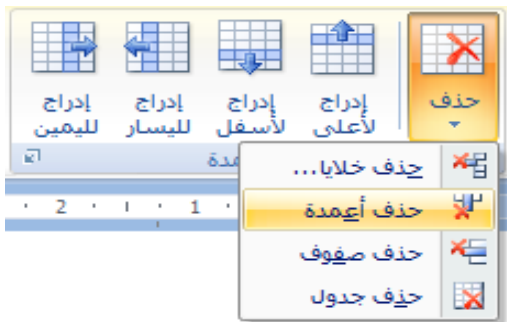 حذف
إدراج لأعلى
إدراج لأسفل
إدراج لليسار
إدراج لليمين
حذف خلايا...
حذف أعمدة
حذف صفوف
حذف جدول
1
2